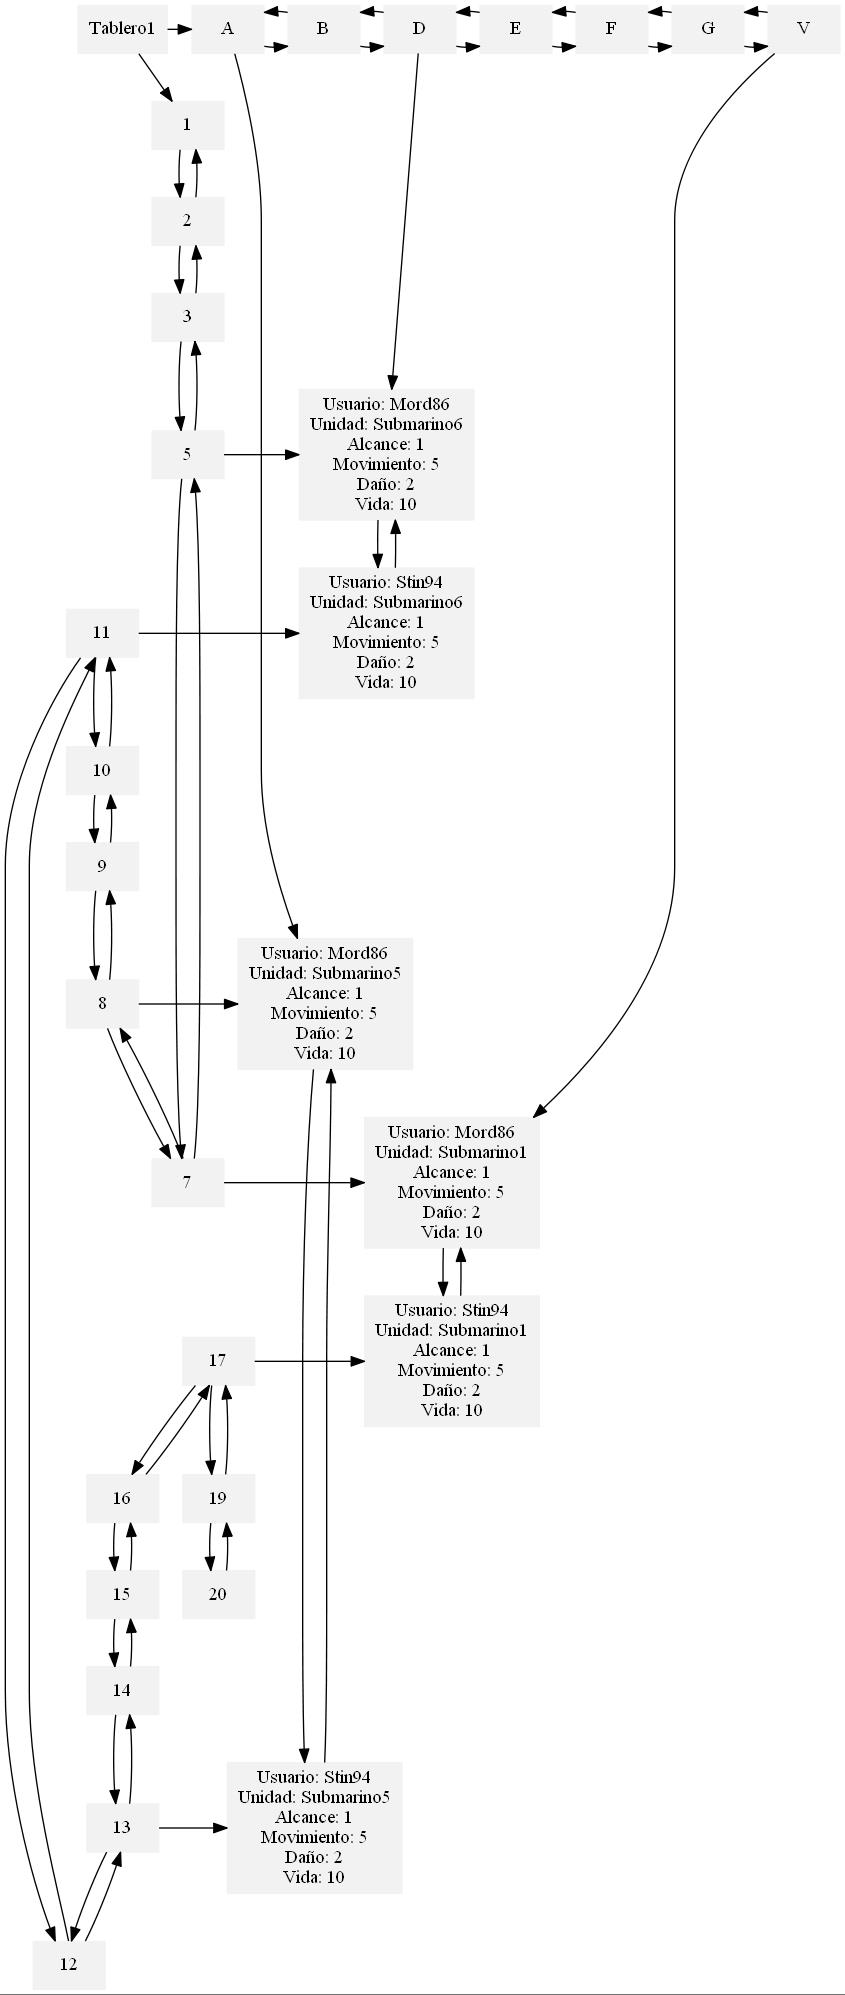 Tablero1
A
B
D
E
F
G
V
1
2
3
Usuario: Mord86
Unidad: Submarino6
Alcance: 1
Movimiento: 5
Daño: 2
Vida: 10
5
Usuario: Stin94
Unidad: Submarino6
Alcance: 1
Movimiento: 5
Daño: 2
Vida: 10
11
10
9
Usuario: Mord86
Unidad: Submarino5
Alcance: 1
Movimiento: 5
Daño: 2
Vida: 10
8
Usuario: Mord86
Unidad: Submarino1
Alcance: 1
Movimiento: 5
Daño: 2
Vida: 10
7
Usuario: Stin94
Unidad: Submarino1
Alcance: 1
Movimiento: 5
Daño: 2
Vida: 10
17
16
19
15
20
14
Usuario: Stin94
Unidad: Submarino5
Alcance: 1
Movimiento: 5
Daño: 2
Vida: 10
13
12